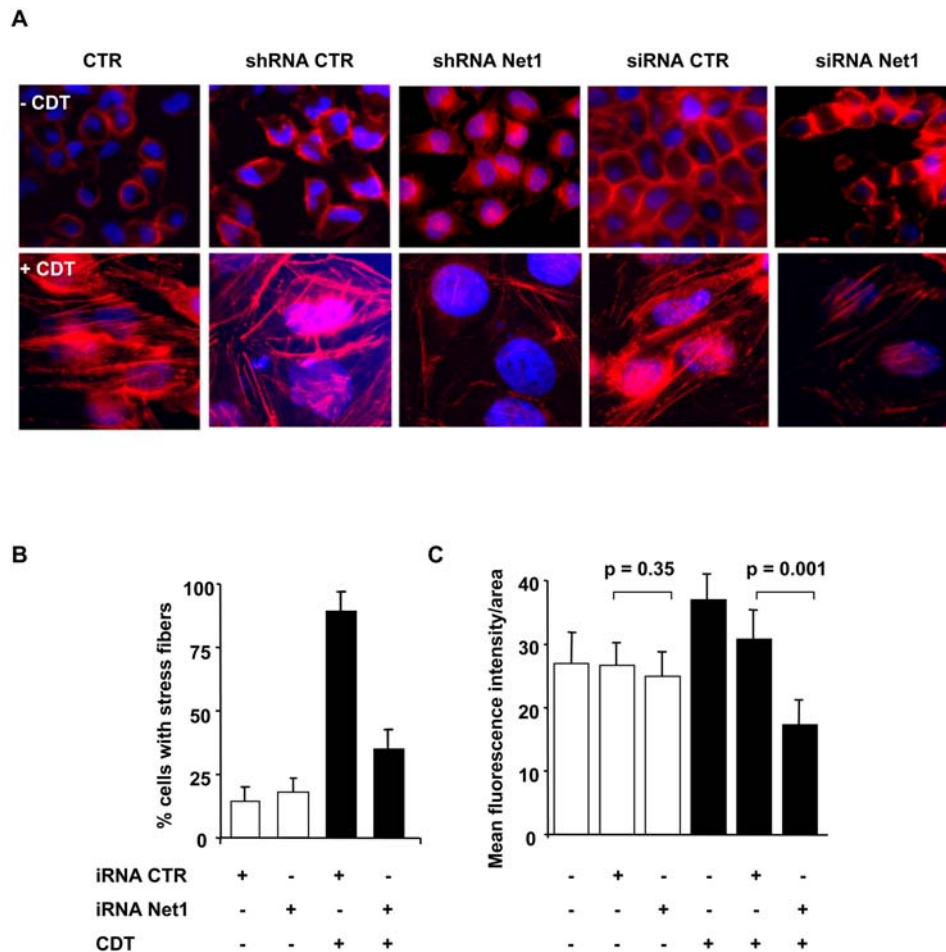 A
CTR shRNA CTR shRNA Net1 siRNA CTR siRNA Net1
- CDT
+ CDT
B
% cells with stress fibers
100
75
50
25
0
iRNA CTR + - + -
iRNA Net1 - + - +
CDT - - + +
C
Mean fluorescence intensity/area
p = 0.35 p = 0.001
40
30
20
10
0
- + - - + -
- - + - - +
- - - + + +